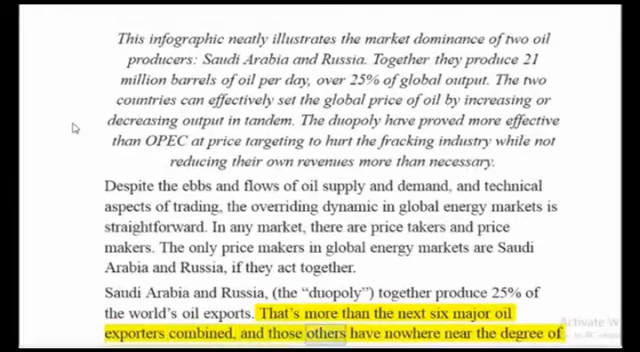 This infographic neatly illustrates the market dominance of two oil
producers: Saudi Arabia and Russia. Together they produce 21
million barrels of oil per day, over 25% of global output. The two
countries can effectively set the global price of oil by increasing or
decreasing output in tandem. The duopoly have proved more effective
than OPEC at price targeting to hurt the fracking industry while not
reducing their own revenues more than necessary.
Despite the ebbs and flows of oil supply and demand, and technical
aspects of trading, the overriding dynamic in global energy markets is
straightforward. In any market, there are price takers and price
makers. The only price makers in global energy markets are Saudi
Arabia and Russia, if they act together.
Saudi Arabia and Russia, (the “duopoly”) together produce 25% of
the world’s oil exports. That’s more than the next six major oil
exporters combined, and those others have nowhere near the degree of
Activate W